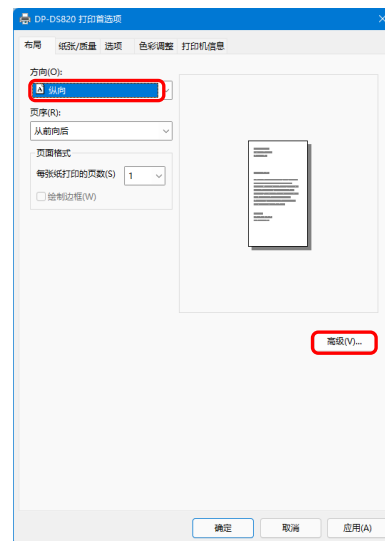 DP-DS820 打印首选项
布局 纸张/质量 选项 色彩调整 打印机信息
方向(O):
A 纵向
页序(R):
从前向后
页面格式
每张纸打印的页数(S) 1
绘制边框(W)
高级(V)...
确定 取消 应用(A)